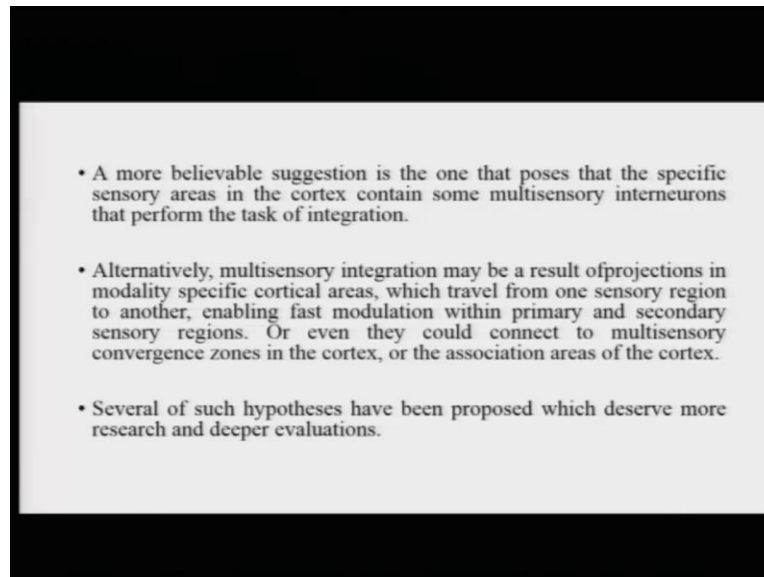 • A more believable suggestion is the one that poses that the specific
sensory areas in the cortex contain some multisensory interneurons
that perform the task of integration.
• Alternatively, multisensory integration may be a result ofprojections in
modality specific cortical areas, which travel from one sensory region
to another, enabling fast modulation within primary and secondary
sensory regions. Or even they could connect to multisensory
convergence zones in the cortex, or the association areas of the cortex.
• Several of such hypotheses have been proposed which deserve more
research and deeper evaluations.